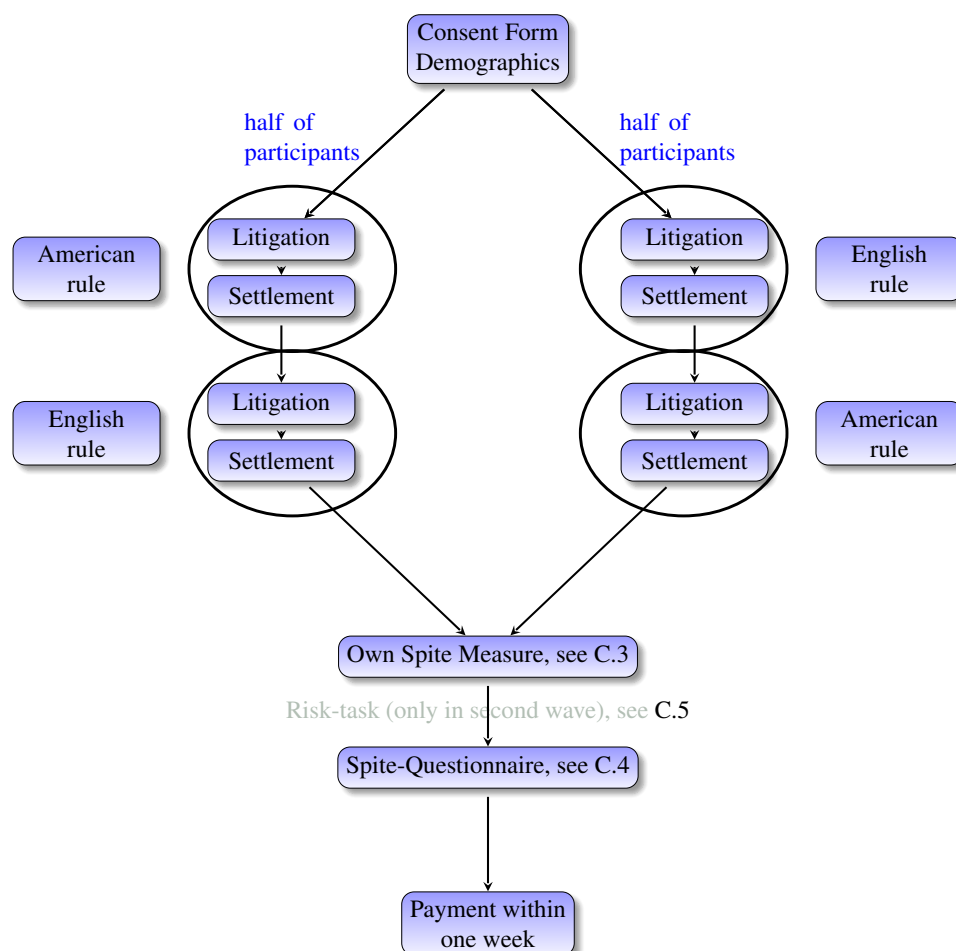 Consent Form
Demographics
half of
participants
half of
participants
American
rule
Litigation
Settlement
Litigation
Settlement
English
rule
English
rule
Litigation
Settlement
Litigation
Settlement
American
rule
Own Spite Measure, see C.3
Risk-task (only in second wave), see C.5
Spite-Questionnaire, see C.4
Payment within
one week